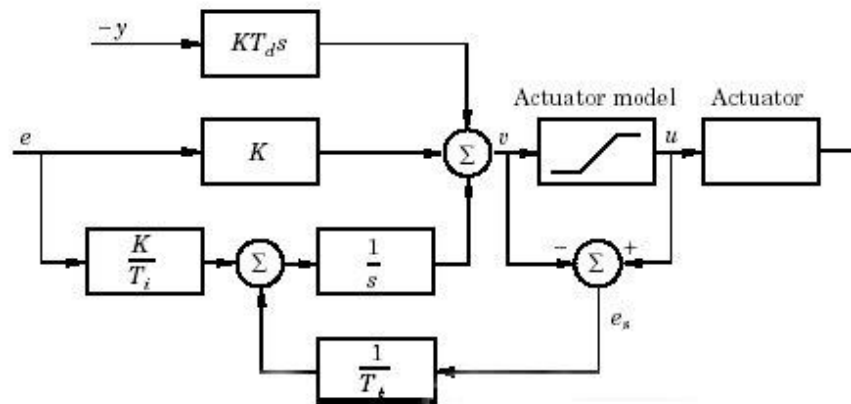 −y
KT_d s
Actuator model
Actuator
e
K
Σ
v
u
K
T_i
Σ
1
s
−
Σ
+
e_s
1
T_t